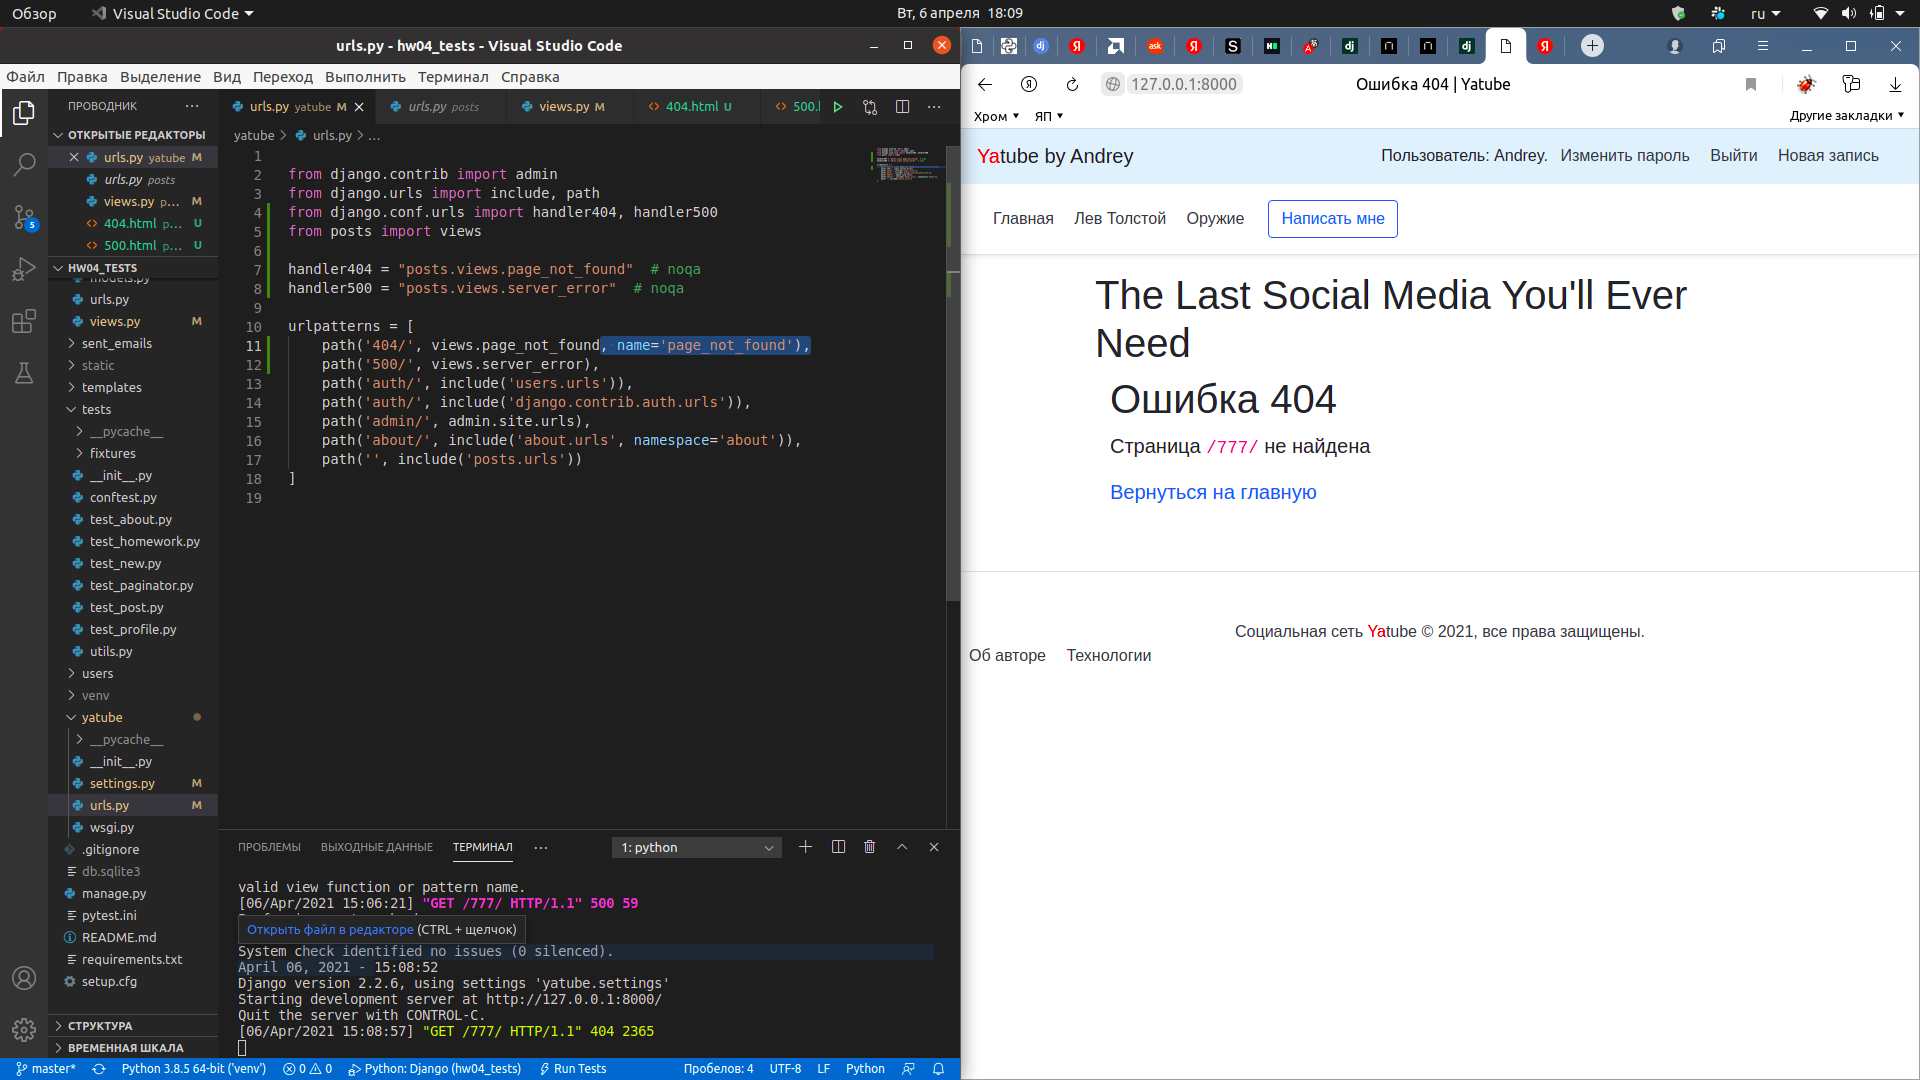 Обзор
Visual Studio Code
Вт, 6 апреля 18:09
ru
urls.py - hw04_tests - Visual Studio Code
Файл Правка Выделение Вид Переход Выполнить Терминал Справка
ПРОВОДНИК
ОТКРЫТЫЕ РЕДАКТОРЫ
urls.py yatube M
urls.py posts
views.py p... M
404.html p... U
500.html p... U
HW04_TESTS
models.py
urls.py
views.py M
sent_emails
static
templates
tests
__pycache__
fixtures
__init__.py
conftest.py
test_about.py
test_homework.py
test_new.py
test_paginator.py
test_post.py
test_profile.py
utils.py
users
venv
yatube
__pycache__
__init__.py
settings.py M
urls.py M
wsgi.py
.gitignore
db.sqlite3
manage.py
pytest.ini
README.md
requirements.txt
setup.cfg
СТРУКТУРА
ВРЕМЕННАЯ ШКАЛА
urls.py yatube M
urls.py posts
views.py M
404.html U
500.
yatube > urls.py > ...
1
2 from django.contrib import admin
3 from django.urls import include, path
4 from django.conf.urls import handler404, handler500
5 from posts import views
6
7 handler404 = "posts.views.page_not_found"  # noqa
8 handler500 = "posts.views.server_error"  # noqa
9
10 urlpatterns = [
11     path('404/', views.page_not_found, name='page_not_found'),
12     path('500/', views.server_error),
13     path('auth/', include('users.urls')),
14     path('auth/', include('django.contrib.auth.urls')),
15     path('admin/', admin.site.urls),
16     path('about/', include('about.urls', namespace='about')),
17     path('', include('posts.urls'))
18 ]
19
ПРОБЛЕМЫ ВЫХОДНЫЕ ДАННЫЕ ТЕРМИНАЛ ...
1: python
valid view function or pattern name.
[06/Apr/2021 15:06:21] "GET /777/ HTTP/1.1" 500 59
Открыть файл в редакторе (CTRL + щелчок)
System check identified no issues (0 silenced).
April 06, 2021 - 15:08:52
Django version 2.2.6, using settings 'yatube.settings'
Starting development server at http://127.0.0.1:8000/
Quit the server with CONTROL-C.
[06/Apr/2021 15:08:57] "GET /777/ HTTP/1.1" 404 2365
5
master*
Python 3.8.5 64-bit ('venv')
0 0
Python: Django (hw04_tests)
Run Tests
Пробелов: 4
UTF-8
LF
Python
127.0.0.1:8000
Ошибка 404 | Yatube
Хром ЯП
Другие закладки
Yatube by Andrey
Пользователь: Andrey. Изменить пароль Выйти Новая запись
Главная Лев Толстой Оружие Написать мне
The Last Social Media You'll Ever
Need
Ошибка 404
Страница /777/ не найдена
Вернуться на главную
Социальная сеть Yatube © 2021, все права защищены.
Об авторе Технологии